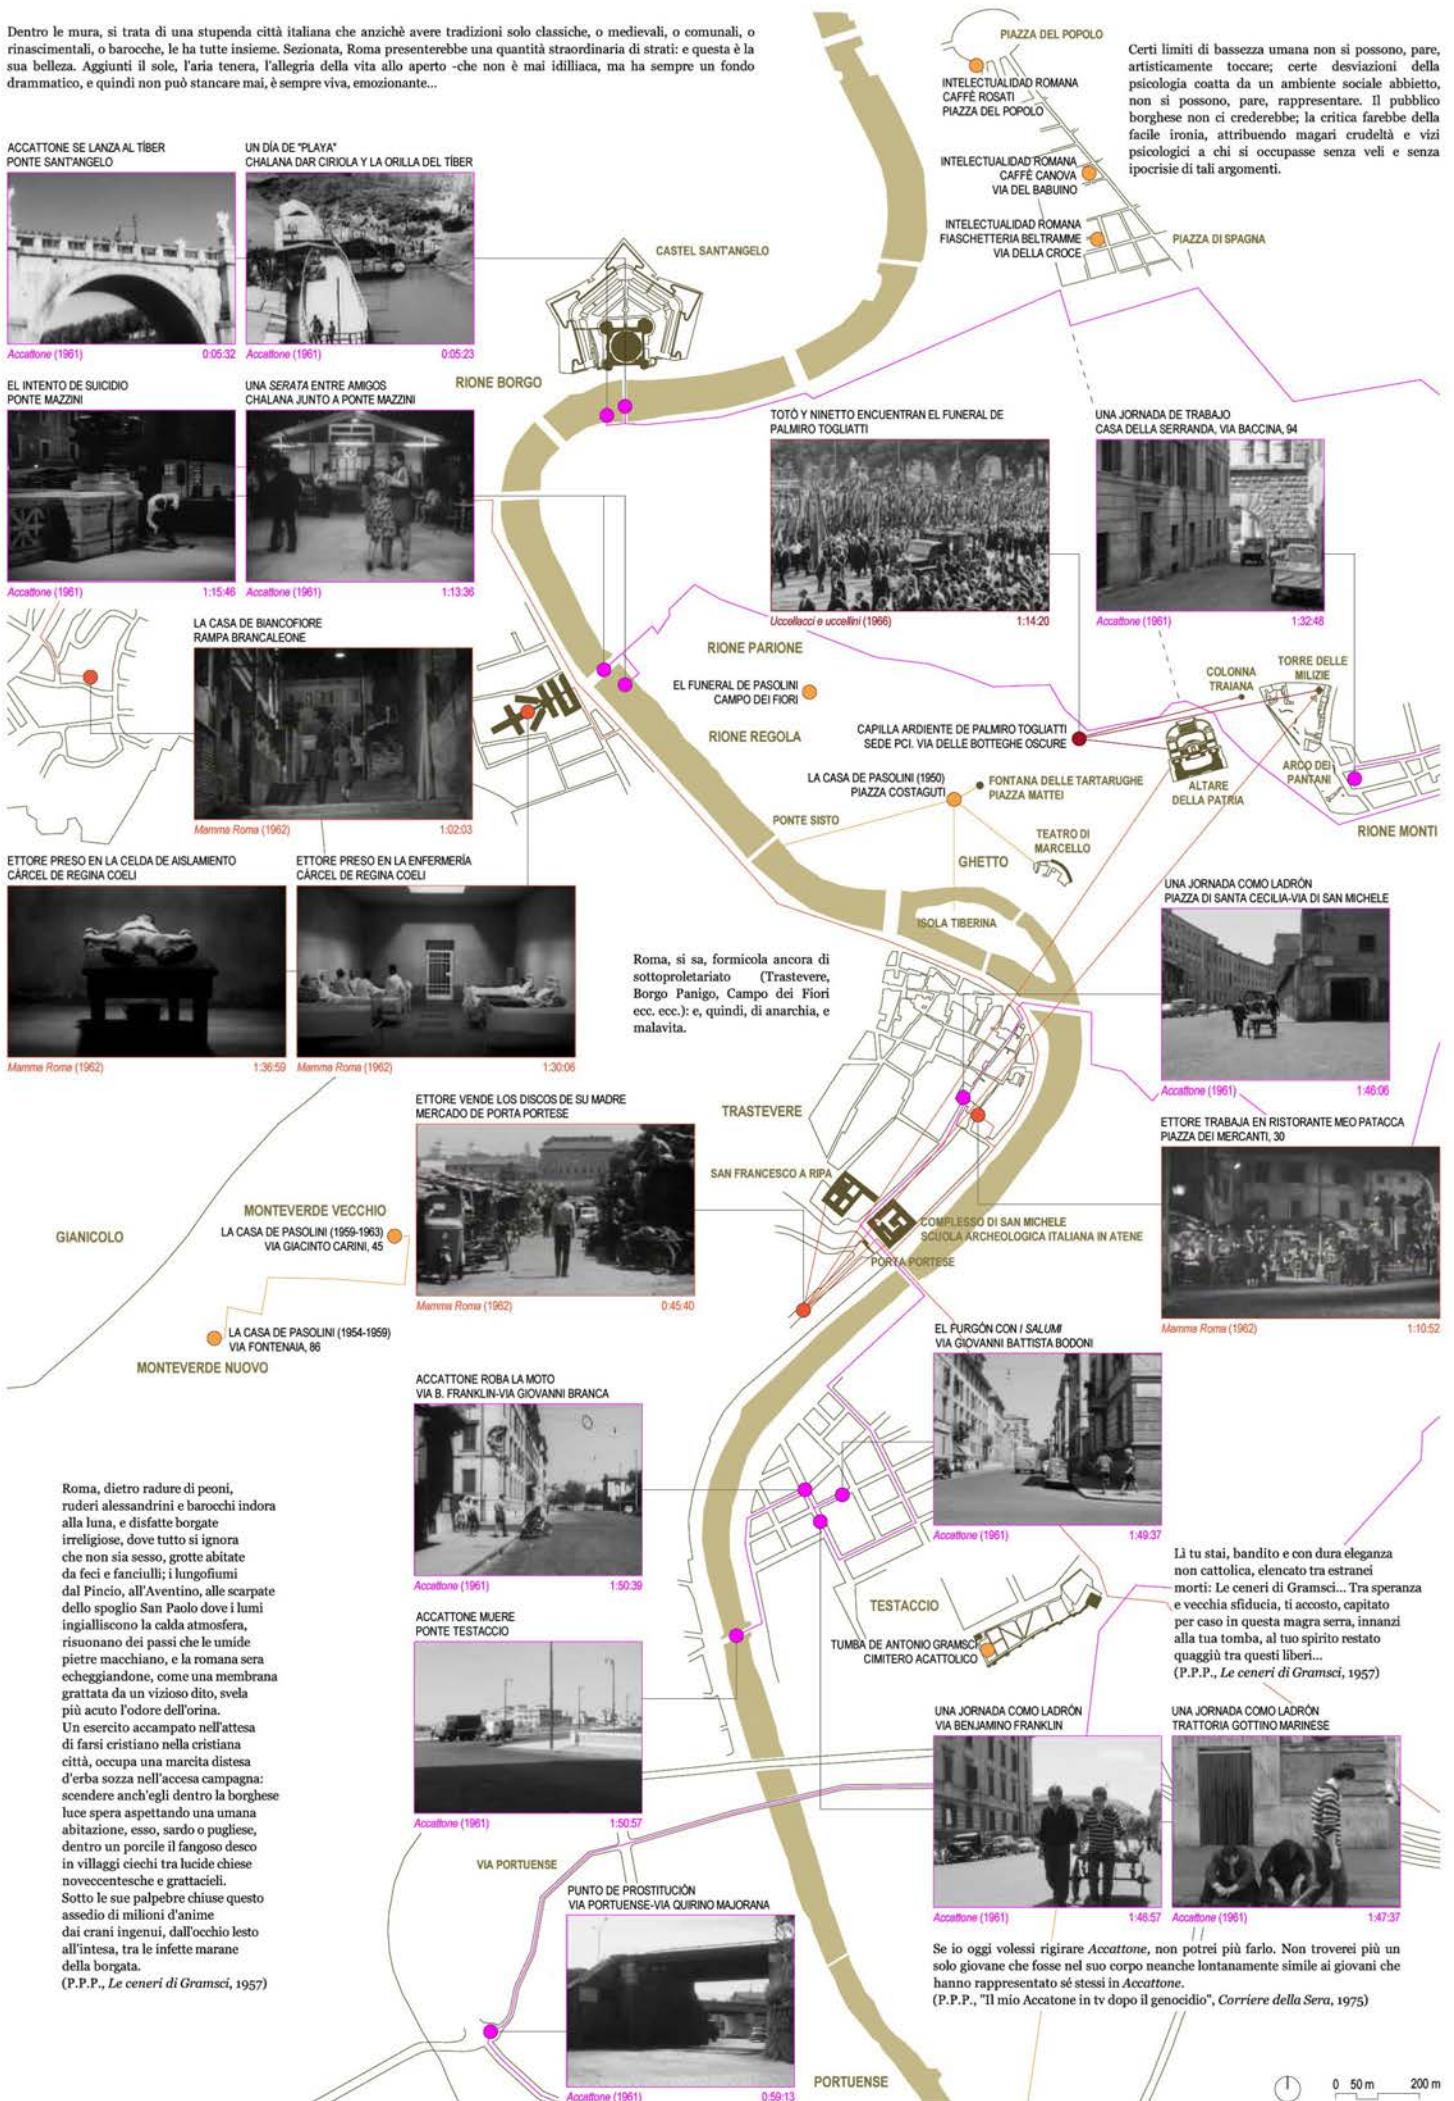 Dentro le mura, si trata di una stupenda città italiana che anzichè avere tradizioni solo classiche, o medievali, o comunali, o
rinascimentali, o barocche, le ha tutte insieme. Sezionata, Roma presenterebbe una quantità straordinaria di strati: e questa è la
sua bellezza. Aggiunti il sole, l'aria tenera, l'allegria della vita allo aperto -che non è mai idilliaca, ma ha sempre un fondo
drammatico, e quindi non può stancare mai, è sempre viva, emozionante...
PIAZZA DEL POPOLO
INTELECTUALIDAD ROMANA
CAFFÈ ROSATI
PIAZZA DEL POPOLO
INTELECTUALIDAD ROMANA
CAFFÈ CANOVA
VIA DEL BABUINO
INTELECTUALIDAD ROMANA
FIASCHETTERIA BELTRAMME
VIA DELLA CROCE
PIAZZA DI SPAGNA
Certi limiti di bassezza umana non si possono, pare,
artisticamente toccare; certe desviazioni della
psicologia coatta da un ambiente sociale abbietto,
non si possono, pare, rappresentare. Il pubblico
borghese non ci crederebbe; la critica farebbe della
facile ironia, attribuendo magari crudeltà e vizi
psicologici a chi si occupasse senza veli e senza
ipocrisie di tali argomenti.
ACCATTONE SE LANZA AL TÍBER
PONTE SANT'ANGELO
Accattone (1961) 0:05:32
UN DÍA DE "PLAYA"
CHALANA DAR CIRIOLA Y LA ORILLA DEL TÍBER
Accattone (1961) 0:05:23
CASTEL SANT'ANGELO
RIONE BORGO
EL INTENTO DE SUICIDIO
PONTE MAZZINI
Accattone (1961) 1:15:46
UNA SERATA ENTRE AMIGOS
CHALANA JUNTO A PONTE MAZZINI
Accattone (1961) 1:13:36
TOTÒ Y NINETTO ENCUENTRAN EL FUNERAL DE
PALMIRO TOGLIATTI
Uccellacci e uccellini (1966) 1:14:20
UNA JORNADA DE TRABAJO
CASA DELLA SERRANDA, VIA BACCINA, 94
Accattone (1961) 1:32:48
LA CASA DE BIANCOFIORE
RAMPA BRANCALEONE
Mamma Roma (1962) 1:02:03
RIONE PARIONE
EL FUNERAL DE PASOLINI
CAMPO DEI FIORI
RIONE REGOLA
COLONNA
TRAIANA
TORRE DELLE
MILIZIE
CAPILLA ARDIENTE DE PALMIRO TOGLIATTI
SEDE PCI. VIA DELLE BOTTEGHE OSCURE
ARCO DEI
PANTANI
ALTARE
DELLA PATRIA
RIONE MONTI
LA CASA DE PASOLINI (1950)
PIAZZA COSTAGUTI
FONTANA DELLE TARTARUGHE
PIAZZA MATTEI
PONTE SISTO
TEATRO DI
MARCELLO
GHETTO
ISOLA TIBERINA
ETTORE PRESO EN LA CELDA DE AISLAMIENTO
CÁRCEL DE REGINA COELI
Mamma Roma (1962) 1:36:59
ETTORE PRESO EN LA ENFERMERÍA
CÁRCEL DE REGINA COELI
Mamma Roma (1962) 1:30:06
Roma, si sa, formicola ancora di
sottoproletariato (Trastevere,
Borgo Panigo, Campo dei Fiori
ecc. ecc.): e, quindi, di anarchia, e
malavita.
UNA JORNADA COMO LADRÓN
PIAZZA DI SANTA CECILIA-VIA DI SAN MICHELE
Accattone (1961) 1:46:06
ETTORE VENDE LOS DISCOS DE SU MADRE
MERCADO DE PORTA PORTESE
Mamma Roma (1962) 0:45:40
TRASTEVERE
SAN FRANCESCO A RIPA
COMPLESSO DI SAN MICHELE
SCUOLA ARCHEOLOGICA ITALIANA IN ATENE
PORTA PORTESE
ETTORE TRABAJA EN RISTORANTE MEO PATACCA
PIAZZA DEI MERCANTI, 30
Mamma Roma (1962) 1:10:52
GIANICOLO
MONTEVERDE VECCHIO
LA CASA DE PASOLINI (1959-1963)
VIA GIACINTO CARINI, 45
LA CASA DE PASOLINI (1954-1959)
VIA FONTENAIA, 86
MONTEVERDE NUOVO
ACCATTONE ROBA LA MOTO
VIA B. FRANKLIN-VIA GIOVANNI BRANCA
Accattone (1961) 1:50:39
EL FURGÓN CON I SALUMI
VIA GIOVANNI BATTISTA BODONI
Accattone (1961) 1:49:37
Roma, dietro radure di peoni,
ruderi alessandrini e barocchi indora
alla luna, e disfatte borgate
irreligiose, dove tutto si ignora
che non sia sesso, grotte abitate
da feci e fanciulli; i lungofiumi
dal Pincio, all'Aventino, alle scarpate
dello spoglio San Paolo dove i lumi
ingialliscono la calda atmosfera,
risuonano dei passi che le umide
pietre macchiano, e la romana sera
echeggiandone, come una membrana
grattata da un vizioso dito, svela
più acuto l'odore dell'orina.
Un esercito accampato nell'attesa
di farsi cristiano nella cristiana
città, occupa una marcita distesa
d'erba sozza nell'accesa campagna:
scendere anch'egli dentro la borghese
luce spera aspettando una umana
abitazione, esso, sardo o pugliese,
dentro un porcile il fangoso desco
in villaggi ciechi tra lucide chiese
noveccentesche e grattacieli.
Sotto le sue palpebre chiuse questo
assedio di milioni d'anime
dai crani ingenui, dall'occhio lesto
all'intesa, tra le infette marane
della borgata.
(P.P.P., Le ceneri di Gramsci, 1957)
ACCATTONE MUERE
PONTE TESTACCIO
Accattone (1961) 1:50:57
TESTACCIO
TUMBA DE ANTONIO GRAMSCI
CIMITERO ACATTOLICO
Lì tu stai, bandito e con dura eleganza
non cattolica, elencato tra estranei
morti: Le ceneri di Gramsci... Tra speranza
e vecchia sfiducia, ti accosto, capitato
per caso in questa magra serra, innanzi
alla tua tomba, al tuo spirito restato
quaggiù tra questi liberi...
(P.P.P., Le ceneri di Gramsci, 1957)
UNA JORNADA COMO LADRÓN
VIA BENJAMINO FRANKLIN
Accattone (1961) 1:46:57
UNA JORNADA COMO LADRÓN
TRATTORIA GOTTINO MARINESE
Accattone (1961) 1:47:37
VIA PORTUENSE
PUNTO DE PROSTITUCIÓN
VIA PORTUENSE-VIA QUIRINO MAJORANA
Accattone (1961) 0:59:13
Se io oggi volessi rigirare Accattone, non potrei più farlo. Non troverei più un
solo giovane che fosse nel suo corpo neanche lontanamente simile ai giovani che
hanno rappresentato sé stessi in Accattone.
(P.P.P., "Il mio Accatone in tv dopo il genocidio", Corriere della Sera, 1975)
PORTUENSE
0 50 m 200 m